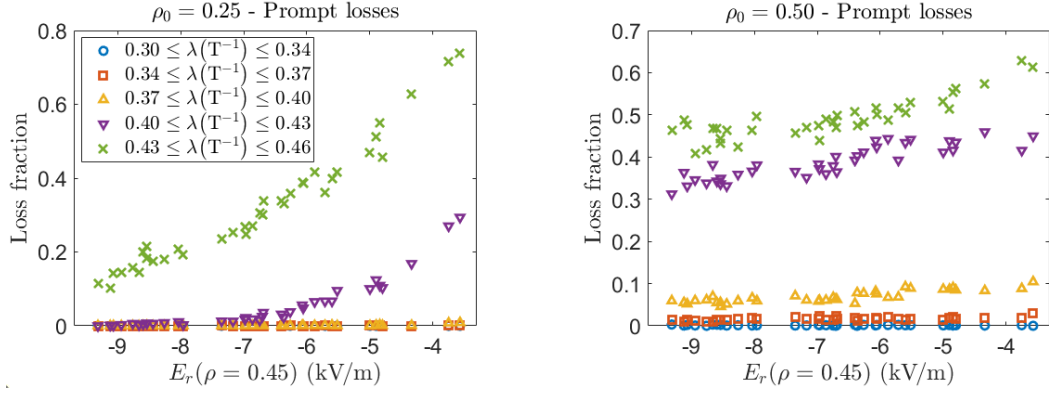 ρ₀ = 0.25 - Prompt losses
0.8
0.6
0.4
0.2
0
0.30 ≤ λ(T⁻¹) ≤ 0.34
0.34 ≤ λ(T⁻¹) ≤ 0.37
0.37 ≤ λ(T⁻¹) ≤ 0.40
0.40 ≤ λ(T⁻¹) ≤ 0.43
0.43 ≤ λ(T⁻¹) ≤ 0.46
Loss fraction
-9 -8 -7 -6 -5 -4
E_r(ρ = 0.45) (kV/m)
ρ₀ = 0.50 - Prompt losses
0.7
0.6
0.5
0.4
0.3
0.2
0.1
0
Loss fraction
-9 -8 -7 -6 -5 -4
E_r(ρ = 0.45) (kV/m)